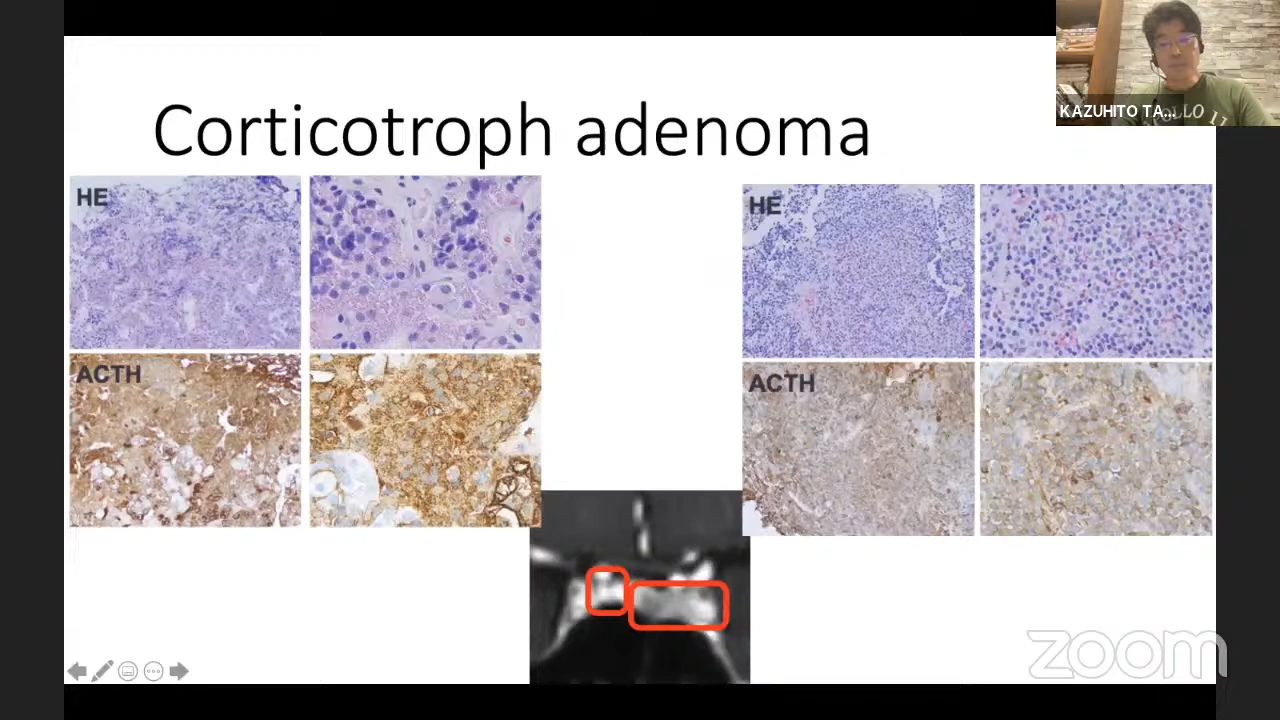 Corticotroph adenoma
KAZUHITO TA...
HE
HE
ACTH
ACTH
zoom